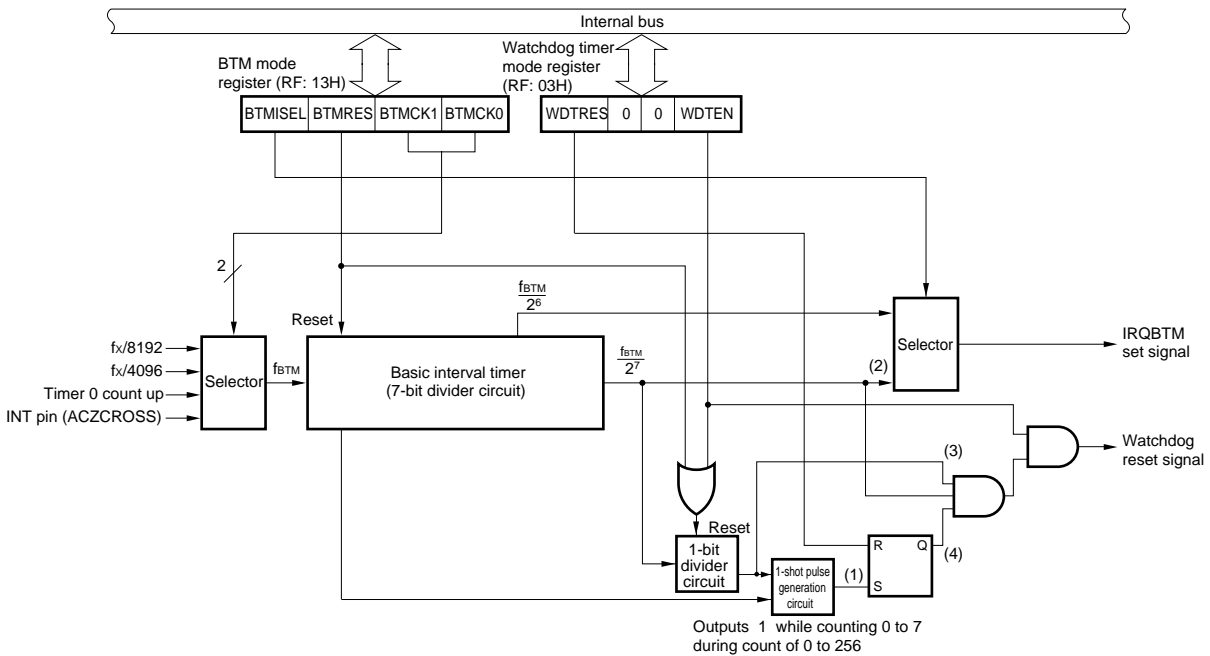 Internal bus
BTM mode
register (RF: 13H)
Watchdog timer
mode register
(RF: 03H)
BTMISEL BTMRES BTMCK1 BTMCK0
WDTRES 0 0 WDTEN
2
fX/8192
fX/4096
Timer 0 count up
INT pin (ACZCROSS)
Selector
fBTM
Reset
Basic interval timer
(7-bit divider circuit)
fBTM
2^6
fBTM
2^7
(2)
Selector
IRQBTM
set signal
(3)
Watchdog
reset signal
Reset
1-bit
divider
circuit
1-shot pulse
generation
circuit
(1)
R Q
S
(4)
Outputs 1 while counting 0 to 7
during count of 0 to 256